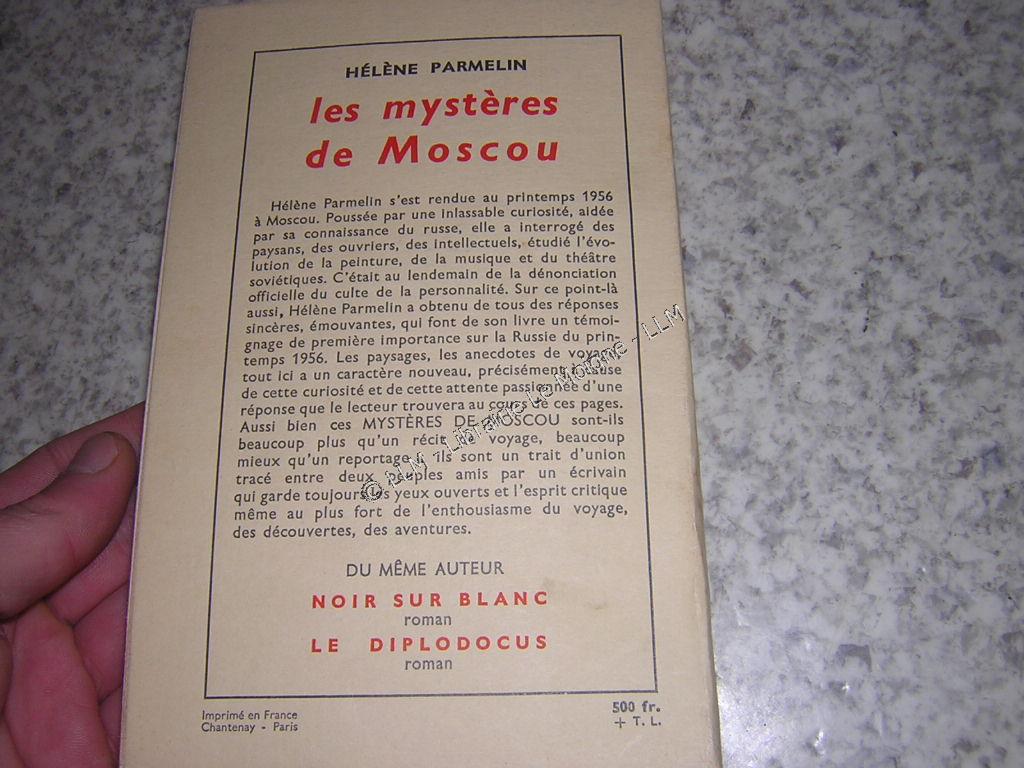 HÉLÈNE PARMELIN
les mystères
de Moscou
Hélène Parmelin s'est rendue au printemps 1956
à Moscou. Poussée par une inlassable curiosité, aidée
par sa connaissance du russe, elle a interrogé des
paysans, des ouvriers, des intellectuels, étudié l'évo-
lution de la peinture, de la musique et du théâtre
soviétiques. C'était au lendemain de la dénonciation
officielle du culte de la personnalité. Sur ce point-là
aussi, Hélène Parmelin a obtenu de tous des réponses
sincères, émouvantes, qui font de son livre un témoi-
gnage de première importance sur la Russie du prin-
temps 1956. Les paysages, les anecdotes de voyage,
tout ici a un caractère nouveau, précisément à cause
de cette curiosité et de cette attente passionnée d'une
réponse que le lecteur trouvera au cours de ces pages.
Aussi bien ces MYSTÈRES DE MOSCOU sont-ils
beaucoup plus qu'un récit de voyage, beaucoup
mieux qu'un reportage : ils sont un trait d'union
tracé entre deux peuples amis par un écrivain
qui garde toujours les yeux ouverts et l'esprit critique
même au plus fort de l'enthousiasme du voyage,
des découvertes, des aventures.
DU MÊME AUTEUR
NOIR SUR BLANC
roman
LE DIPLODOCUS
roman
Imprimé en France
Chantenay - Paris
500 fr.
+ T. L.
© LLM - Librairie Le Molorie - LLM